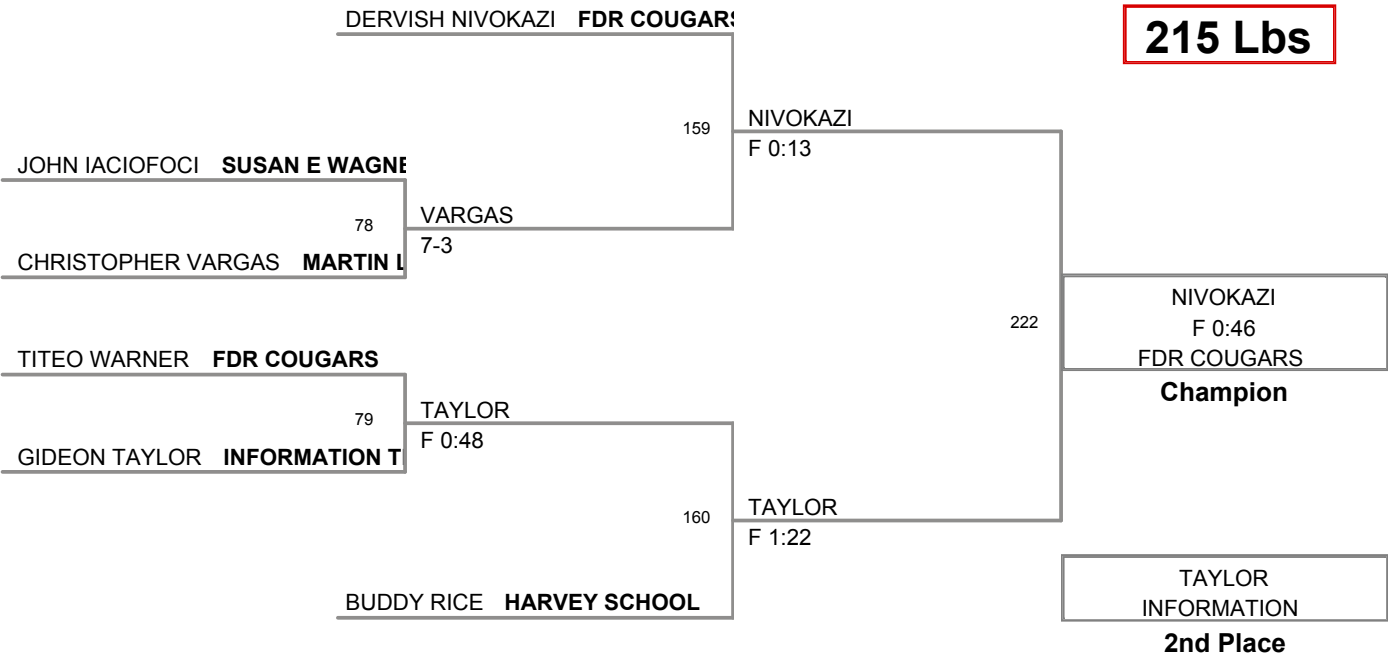 DERVISH NIVOKAZI FDR COUGARS
215 Lbs
159
NIVOKAZI
F 0:13
JOHN IACIOFOCI SUSAN E WAGNE
78
VARGAS
7-3
CHRISTOPHER VARGAS MARTIN L
222
NIVOKAZI
F 0:46
FDR COUGARS
Champion
TITEO WARNER FDR COUGARS
79
TAYLOR
F 0:48
GIDEON TAYLOR INFORMATION T
160
TAYLOR
F 1:22
BUDDY RICE HARVEY SCHOOL
TAYLOR
INFORMATION
2nd Place